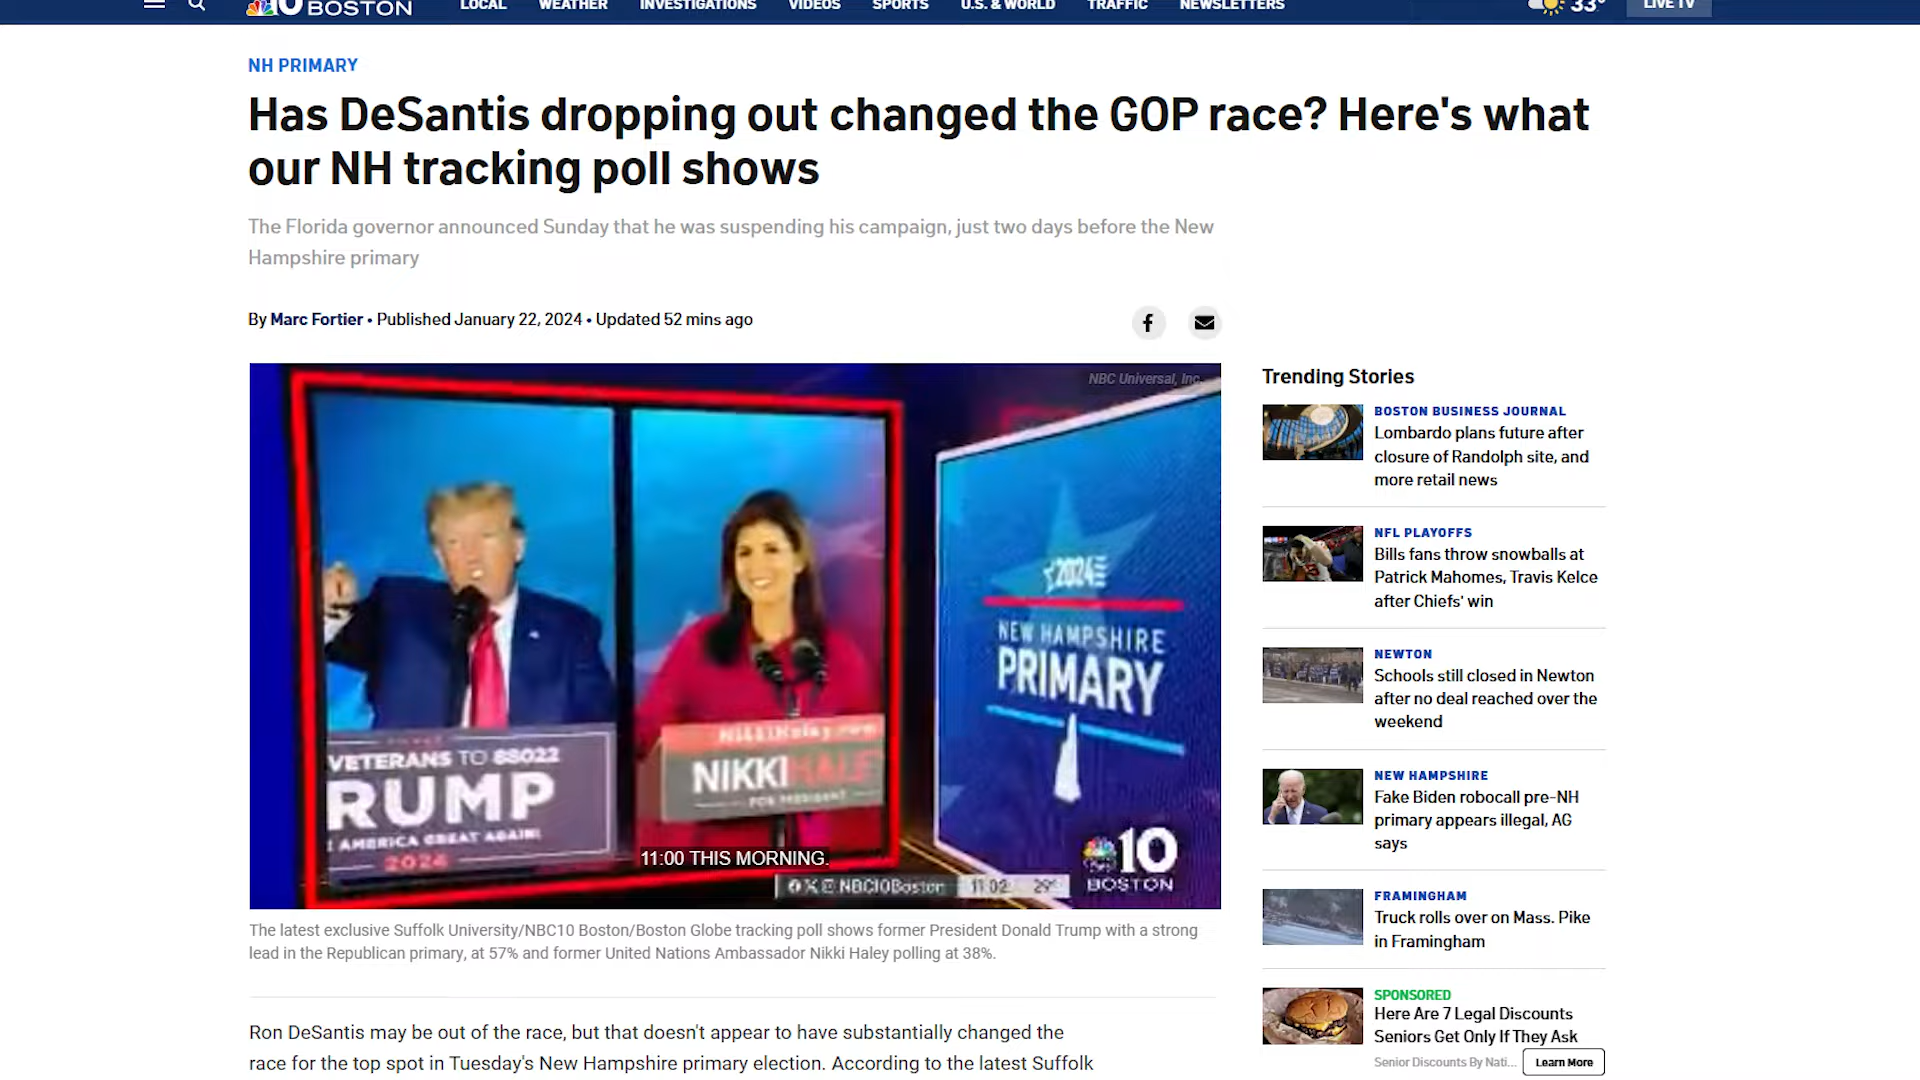 10 BOSTON
LOCAL WEATHER INVESTIGATIONS VIDEOS SPORTS U.S. & WORLD TRAFFIC NEWSLETTERS
33°
LIVE TV
NH PRIMARY
Has DeSantis dropping out changed the GOP race? Here's what
our NH tracking poll shows
The Florida governor announced Sunday that he was suspending his campaign, just two days before the New
Hampshire primary
By Marc Fortier • Published January 22, 2024 • Updated 52 mins ago
NBC Universal, Inc.
VETERANS TO 88022
RUMP
AMERICA GREAT AGAIN!
2024
NikkiHaley.com
NIKKI HALE
FOR PRESIDENT
2024
NEW HAMPSHIRE
PRIMARY
11:00 THIS MORNING.
NBC10Boston 11:02 29°
10
BOSTON
The latest exclusive Suffolk University/NBC10 Boston/Boston Globe tracking poll shows former President Donald Trump with a strong
lead in the Republican primary, at 57% and former United Nations Ambassador Nikki Haley polling at 38%.
Ron DeSantis may be out of the race, but that doesn't appear to have substantially changed the
race for the top spot in Tuesday's New Hampshire primary election. According to the latest Suffolk
Trending Stories
BOSTON BUSINESS JOURNAL
Lombardo plans future after
closure of Randolph site, and
more retail news
NFL PLAYOFFS
Bills fans throw snowballs at
Patrick Mahomes, Travis Kelce
after Chiefs' win
NEWTON
Schools still closed in Newton
after no deal reached over the
weekend
NEW HAMPSHIRE
Fake Biden robocall pre-NH
primary appears illegal, AG
says
FRAMINGHAM
Truck rolls over on Mass. Pike
in Framingham
SPONSORED
Here Are 7 Legal Discounts
Seniors Get Only If They Ask
Senior Discounts By Nati...
Learn More